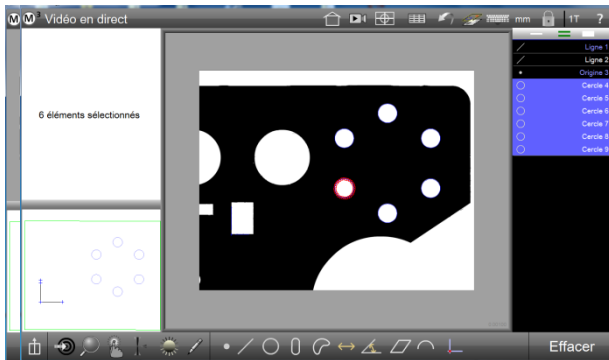 M M³ Vidéo en direct
mm
1T
?
6 éléments sélectionnés
Ligne 1
Ligne 2
Origine 3
Cercle 4
Cercle 5
Cercle 6
Cercle 7
Cercle 8
Cercle 9
Effacer